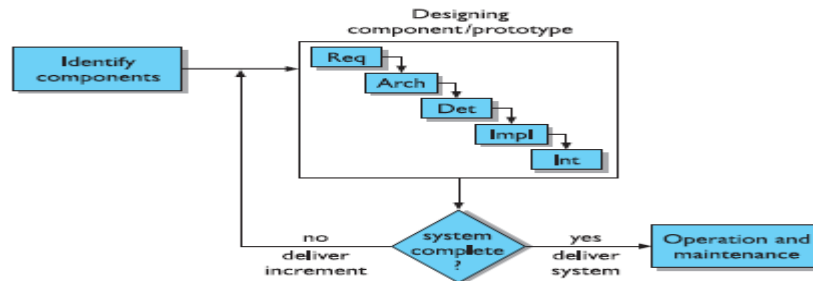 Designing
component/prototype
Identify
components
Req
Arch
Det
Impl
Int
no
deliver
increment
system
complete
?
yes
deliver
system
Operation and
maintenance